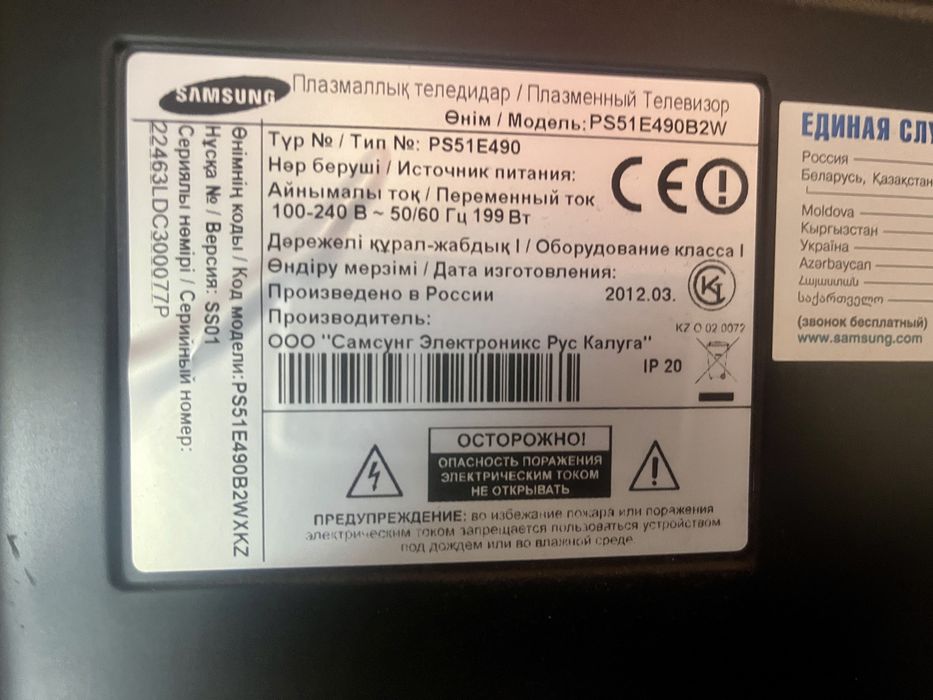 SAMSUNG
Плазмаллық теледидар / Плазменный Телевизор
Өнім / Модель: PS51E490B2W
Түр № / Тип №: PS51E490
Нәр беруші / Источник питания:
Айнымалы ток / Переменный ток
100-240 В ~ 50/60 Гц 199 Вт
Дәрежелі құрал-жабдық I / Оборудование класса I
Өндіру мерзімі / Дата изготовления:
Произведено в России 2012.03.
Производитель:
KZ O 02 0072
ООО "Самсунг Электроникс Рус Калуга"
IP 20
Өнімнің коды / Код модели: PS51E490B2WXKZ
Нұсқа № / Версия: SS01
Сериялы нөмірі / Серийный номер:
22463LDC300077P
ОСТОРОЖНО!
ОПАСНОСТЬ ПОРАЖЕНИЯ
ЭЛЕКТРИЧЕСКИМ ТОКОМ
НЕ ОТКРЫВАТЬ
ПРЕДУПРЕЖДЕНИЕ: во избежание пожара или поражения
электрическим током запрещается пользоваться устройством
под дождем или во влажной среде
ЕДИНАЯ
Россия
Беларусь, Казахстан
Moldova
Кыргызстан
Україна
Azərbaycan
Հայաստան
საქართველო
(звонок бесплатный)
www.samsung.com